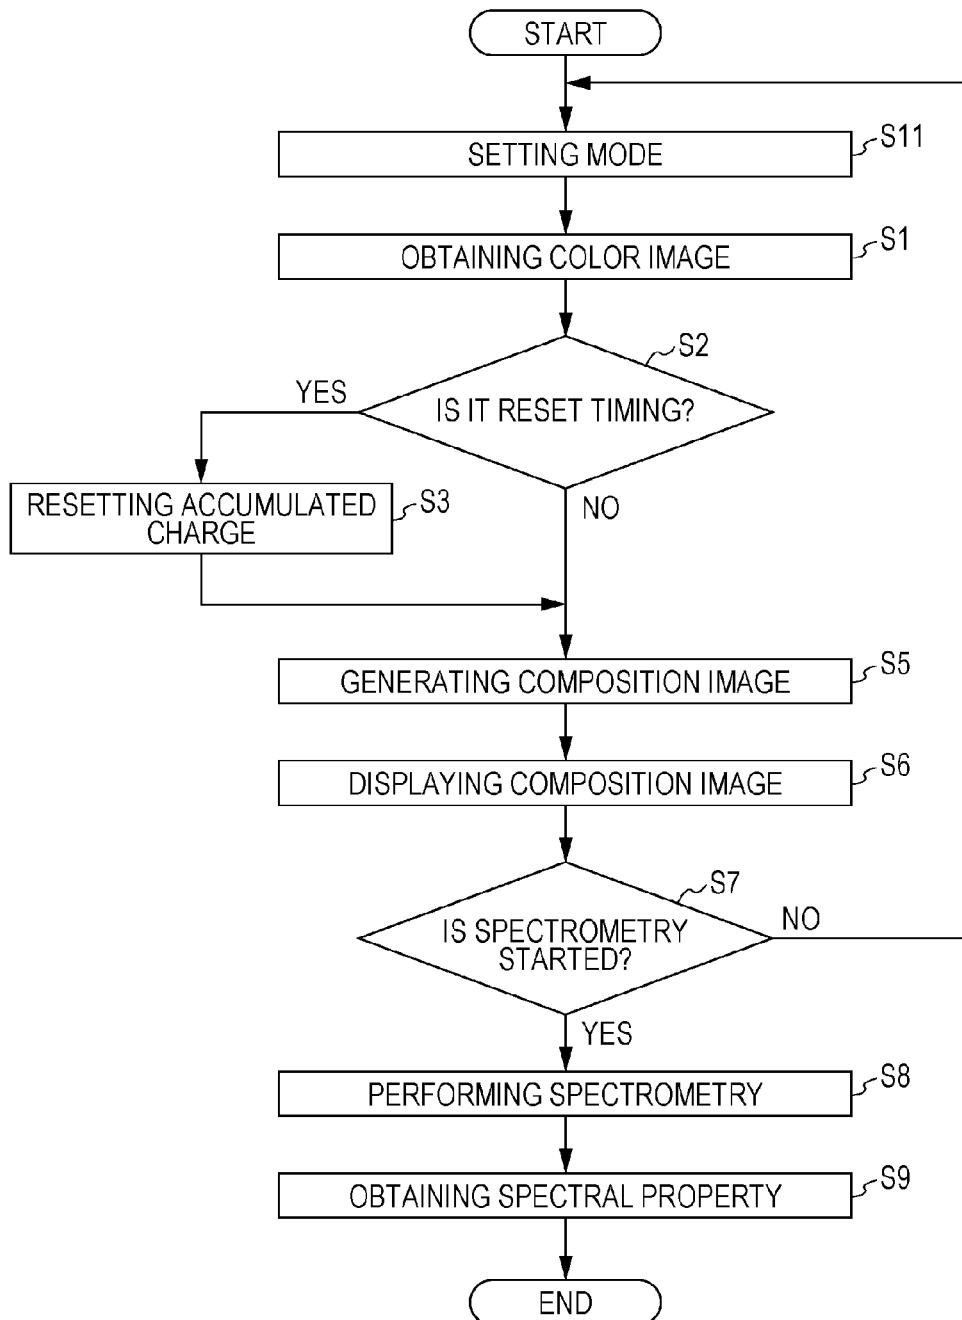 START
S11
SETTING MODE
S1
OBTAINING COLOR IMAGE
S2
YES
IS IT RESET TIMING?
NO
RESETTING ACCUMULATED
CHARGE
S3
S5
GENERATING COMPOSITION IMAGE
S6
DISPLAYING COMPOSITION IMAGE
S7
NO
IS SPECTROMETRY
STARTED?
YES
S8
PERFORMING SPECTROMETRY
S9
OBTAINING SPECTRAL PROPERTY
END